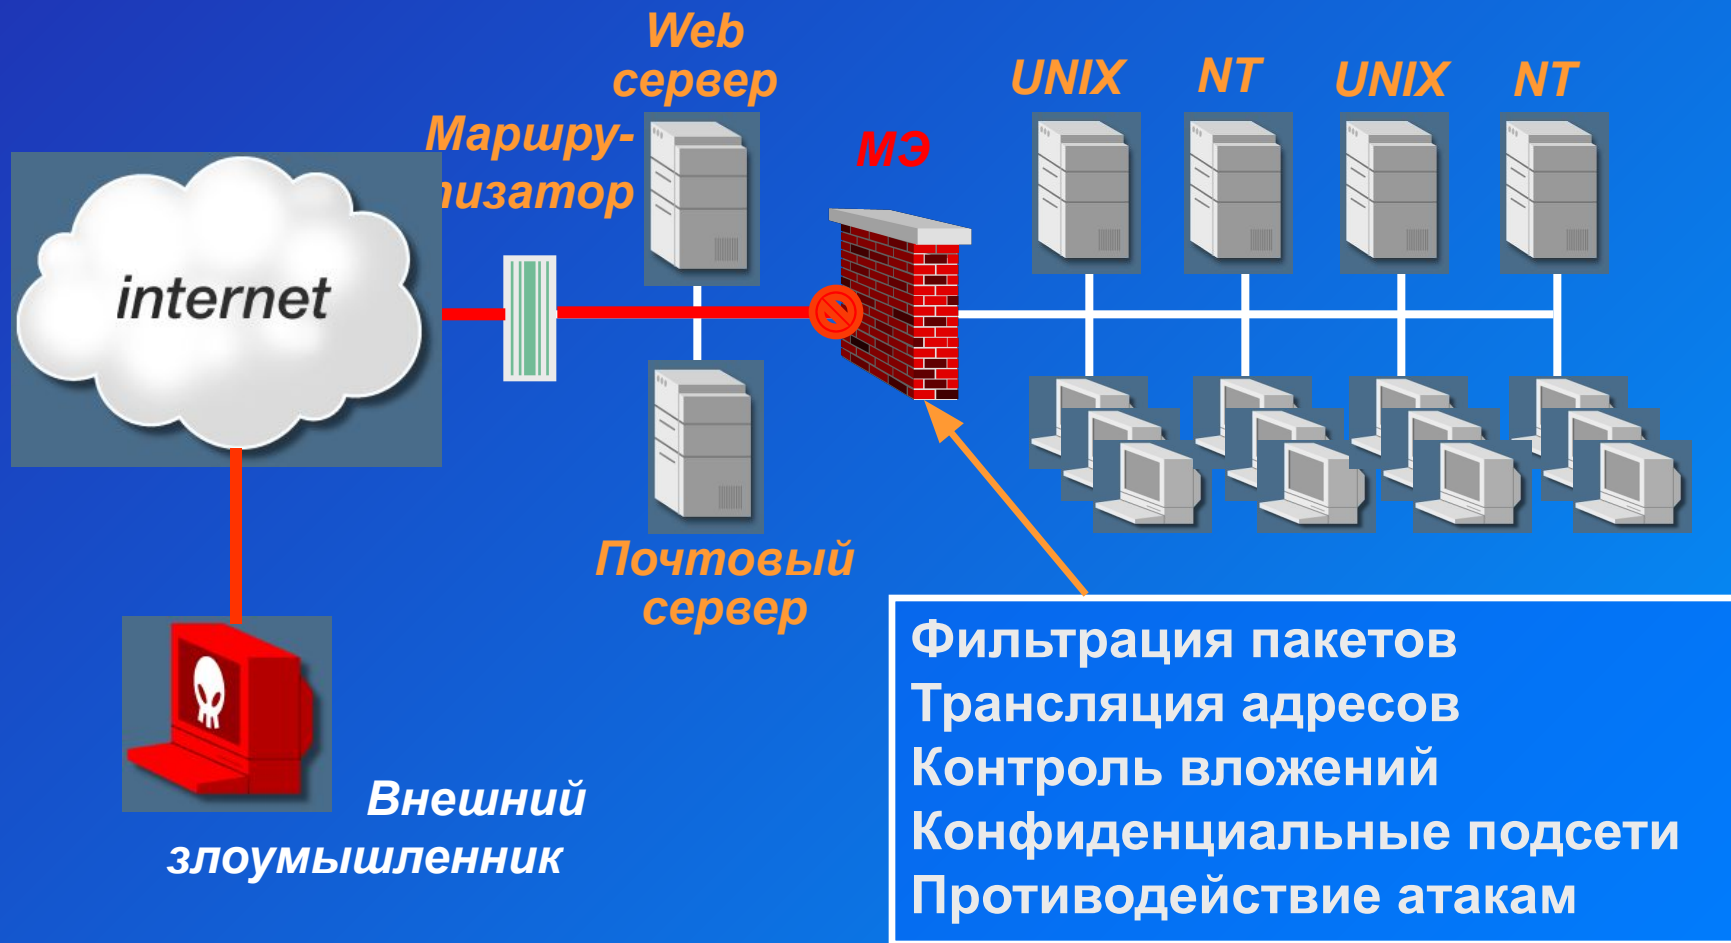 Web
сервер
Маршру-
тизатор
МЭ
UNIX
NT
UNIX
NT
internet
Почтовый
сервер
Внешний
злоумышленник
Фильтрация пакетов
Трансляция адресов
Контроль вложений
Конфиденциальные подсети
Противодействие атакам